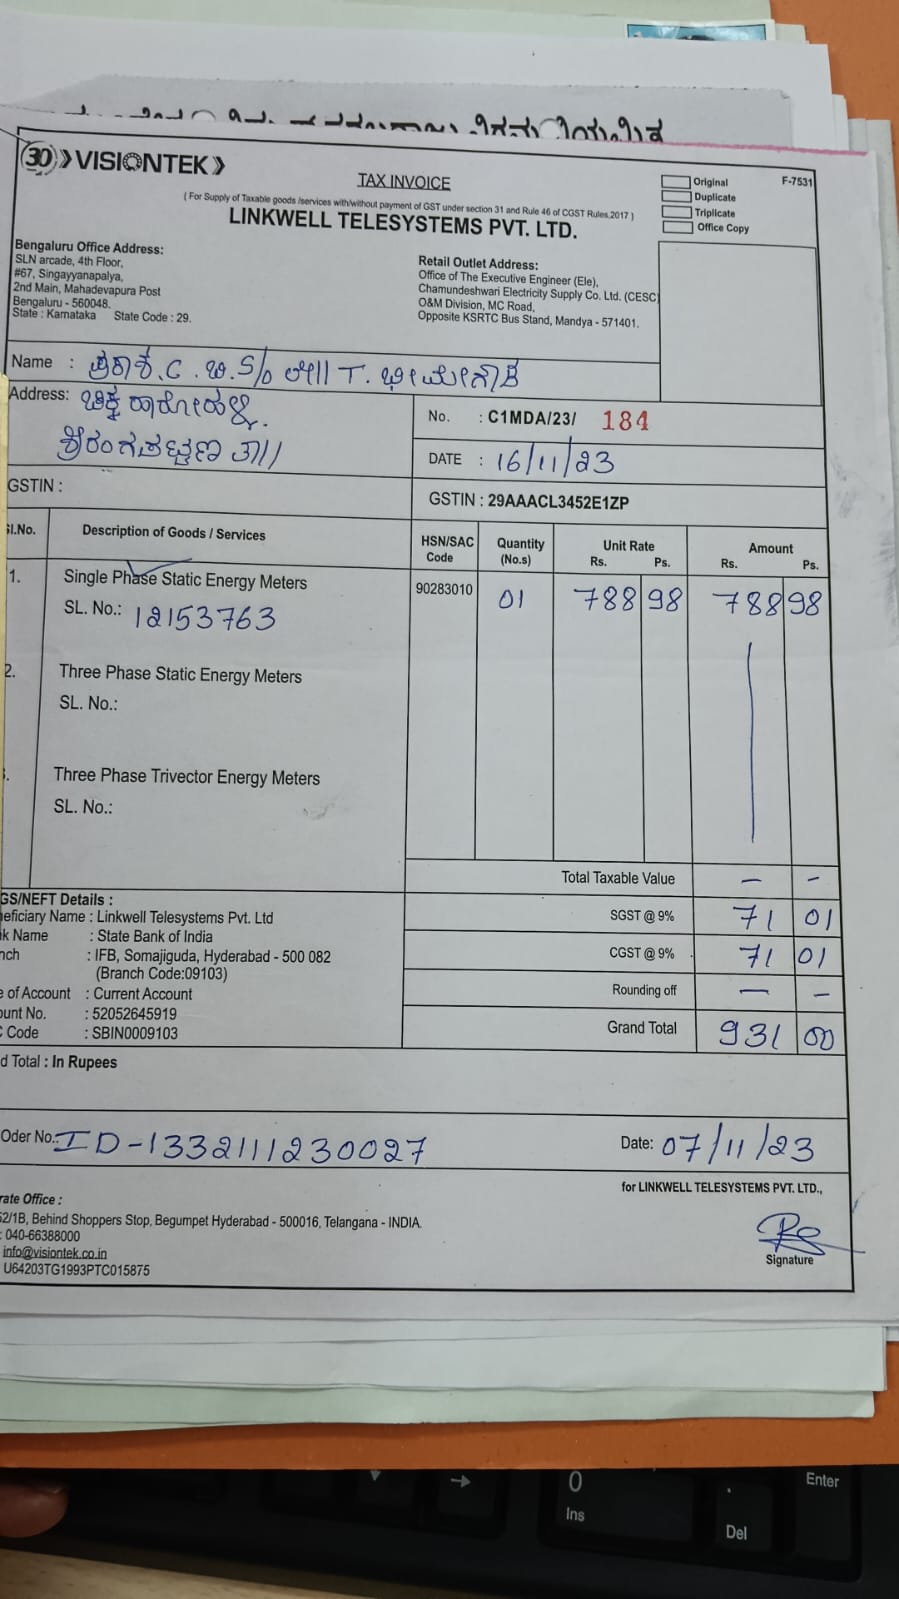 30 VISIONTEK
TAX INVOICE
Original
F-7531
Duplicate
Triplicate
Office Copy
( For Supply of Taxable goods /services with/without payment of GST under section 31 and Rule 46 of CGST Rules,2017 )
LINKWELL TELESYSTEMS PVT. LTD.
Bengaluru Office Address:
SLN arcade, 4th Floor,
#67, Singayyanapalya,
2nd Main, Mahadevapura Post
Bengaluru - 560048.
State : Karnataka State Code : 29.
Retail Outlet Address:
Office of The Executive Engineer (Ele),
Chamundeshwari Electricity Supply Co. Ltd. (CESC)
O&M Division, MC Road,
Opposite KSRTC Bus Stand, Mandya - 571401.
Name : ಪ್ರಕಾಶ್. C. ಬಿ. S/o ಲೇ|| T. ಭೀಮೇಗೌಡ
Address: ಚಿಕ್ಕ ಹಾರೋಹಳ್ಳಿ.
ಶ್ರೀರಂಗಪಟ್ಟಣ ತಾ||
No. : C1MDA/23/ 184
DATE : 16/11/23
GSTIN :
GSTIN : 29AAACL3452E1ZP
Sl.No. Description of Goods / Services HSN/SAC Code Quantity (No.s) Unit Rate Rs. Ps. Amount Rs. Ps.
1. Single Phase Static Energy Meters 90283010 01 788 98 788 98
SL. No.: 12153763
2. Three Phase Static Energy Meters
SL. No.:
Three Phase Trivector Energy Meters
SL. No.:
Total Taxable Value — –
SGST @ 9% 71 01
CGST @ 9% 71 01
Rounding off — –
Grand Total 931 00
GS/NEFT Details :
eficiary Name : Linkwell Telesystems Pvt. Ltd
k Name : State Bank of India
nch : IFB, Somajiguda, Hyderabad - 500 082
(Branch Code:09103)
e of Account : Current Account
ount No. : 52052645919
C Code : SBIN0009103
d Total : In Rupees
Oder No.: ID-1332111230027
Date: 07/11/23
for LINKWELL TELESYSTEMS PVT. LTD.,
rate Office :
52/1B, Behind Shoppers Stop, Begumpet Hyderabad - 500016, Telangana - INDIA.
: 040-66388000
info@visiontek.co.in
U64203TG1993PTC015875
Signature
0
Ins
.
Del
Enter